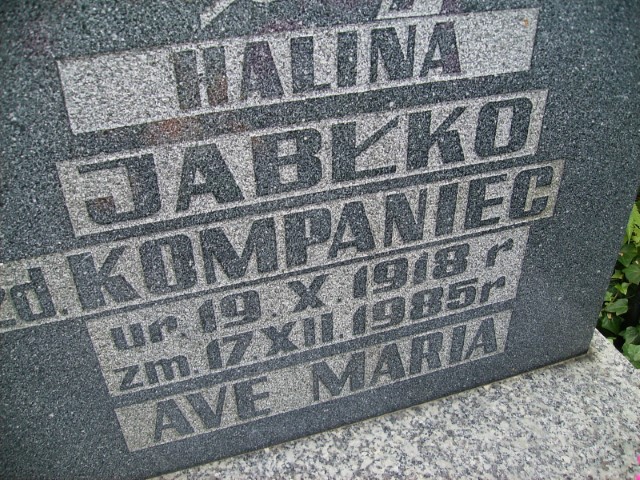 HALINA
JABŁKO
zd. KOMPANIEC
ur. 19.X.1918 r
zm. 17 XII 1985 r
AVE MARIA